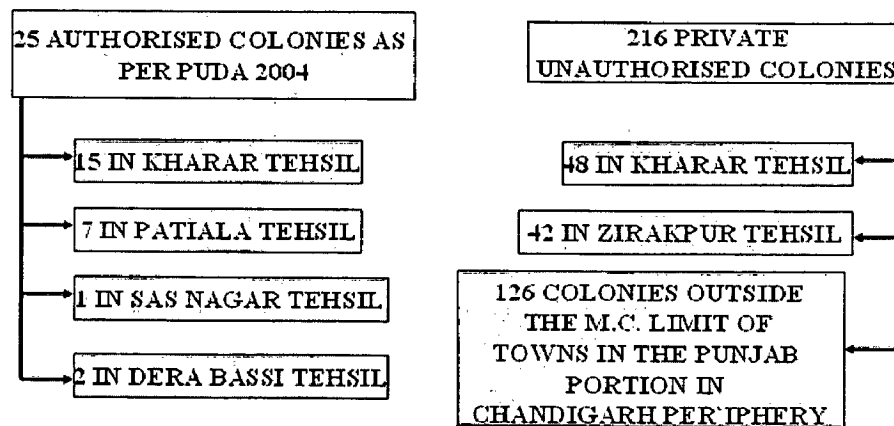 25 AUTHORISED COLONIES AS
PER PUDA 2004
15 IN KHARAR TEHSIL
7 IN PATIALA TEHSIL
1 IN SAS NAGAR TEHSIL
2 IN DERA BASSI TEHSIL
216 PRIVATE
UNAUTHORISED COLONIES
48 IN KHARAR TEHSIL
42 IN ZIRAKPUR TEHSIL
126 COLONIES OUTSIDE
THE M.C. LIMIT OF
TOWNS IN THE PUNJAB
PORTION IN
CHANDIGARH PERIPHERY